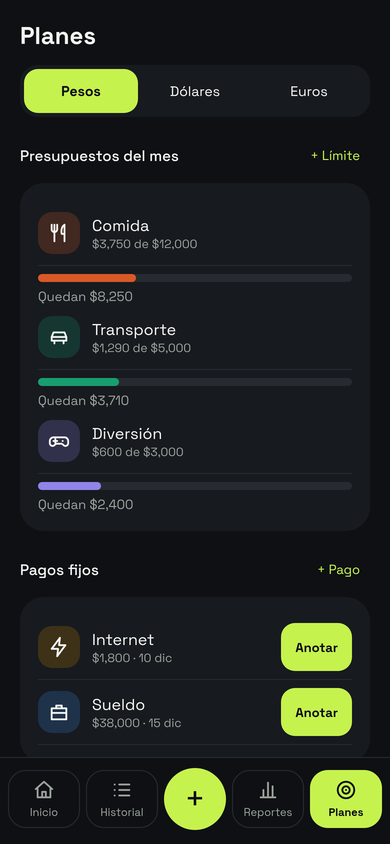 Planes
Pesos
Dólares
Euros
Presupuestos del mes
+ Límite
Comida
$3,750 de $12,000
Quedan $8,250
Transporte
$1,290 de $5,000
Quedan $3,710
Diversión
$600 de $3,000
Quedan $2,400
Pagos fijos
+ Pago
Internet
$1,800 · 10 dic
Anotar
Sueldo
$38,000 · 15 dic
Anotar
Inicio
Historial
+
Reportes
Planes